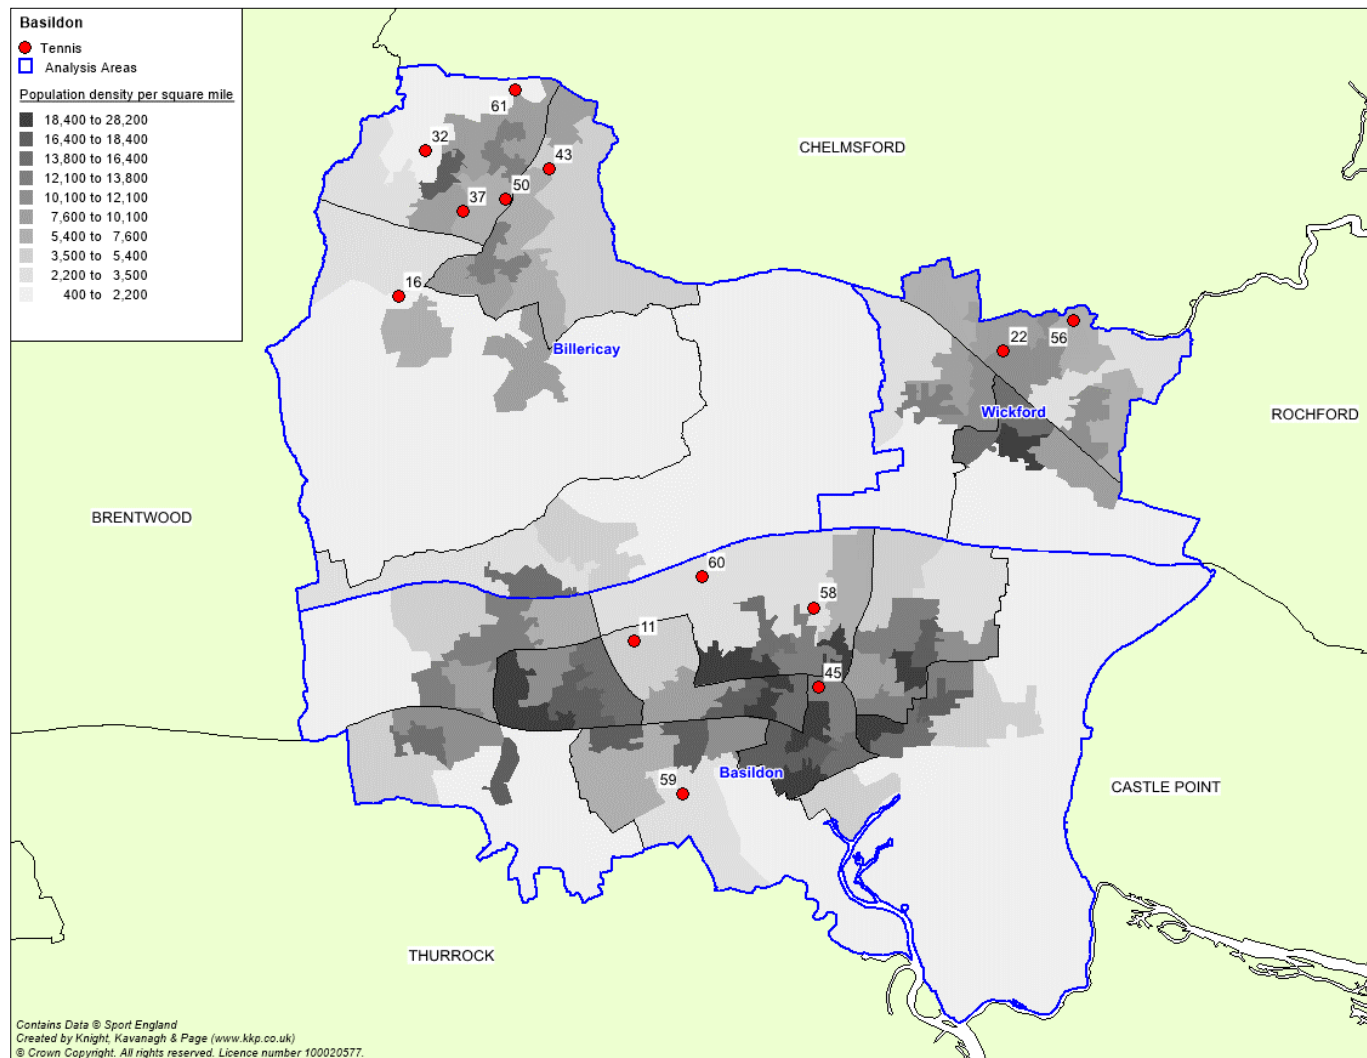 Basildon
Tennis
Analysis Areas
Population density per square mile
18,400 to 28,200
16,400 to 18,400
13,800 to 16,400
12,100 to 13,800
10,100 to 12,100
7,600 to 10,100
5,400 to 7,600
3,500 to 5,400
2,200 to 3,500
400 to 2,200
61
32
43
CHELMSFORD
50
37
16
22
56
Billericay
Wickford
ROCHFORD
BRENTWOOD
60
58
11
45
Basildon
59
CASTLE POINT
THURROCK
Contains Data © Sport England
Created by Knight, Kavanagh & Page (www.kkp.co.uk)
© Crown Copyright. All rights reserved. Licence number 100020577.